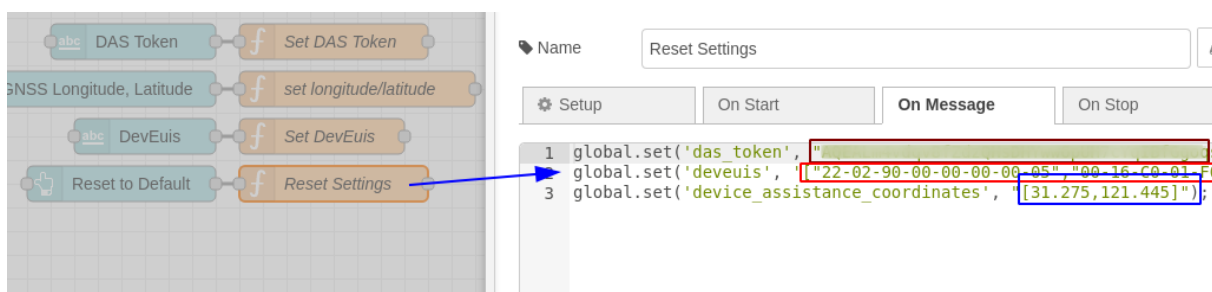 abc DAS Token
f Set DAS Token
GNSS Longitude, Latitude
f set longitude/latitude
abc DevEuis
f Set DevEuis
Reset to Default
f Reset Settings
Name
Reset Settings
Setup
On Start
On Message
On Stop
1 global.set('das_token', "
2 global.set('deveuis', '["22-02-90-00-00-00-00-05","00-16-C0-01-F0
3 global.set('device_assistance_coordinates', "[31.275,121.445]");